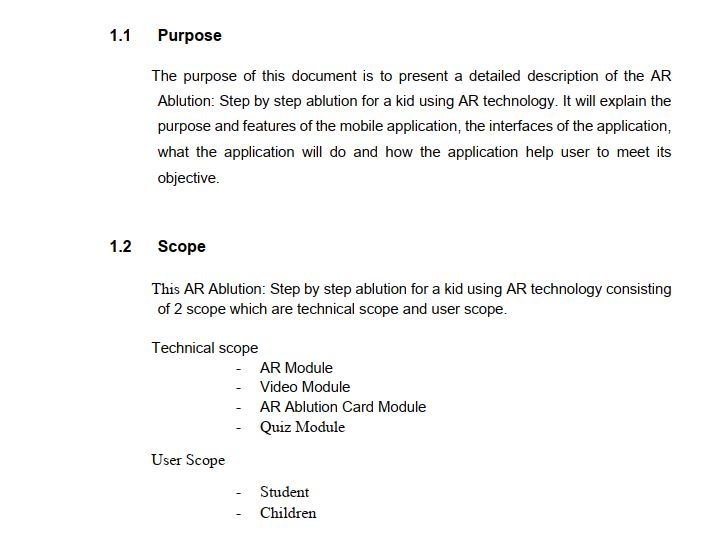 1.1 Purpose
The purpose of this document is to present a detailed description of the AR
Ablution: Step by step ablution for a kid using AR technology. It will explain the
purpose and features of the mobile application, the interfaces of the application,
what the application will do and how the application help user to meet its
objective.
1.2 Scope
This AR Ablution: Step by step ablution for a kid using AR technology consisting
of 2 scope which are technical scope and user scope.
Technical scope
- AR Module
- Video Module
- AR Ablution Card Module
- Quiz Module
User Scope
- Student
- Children